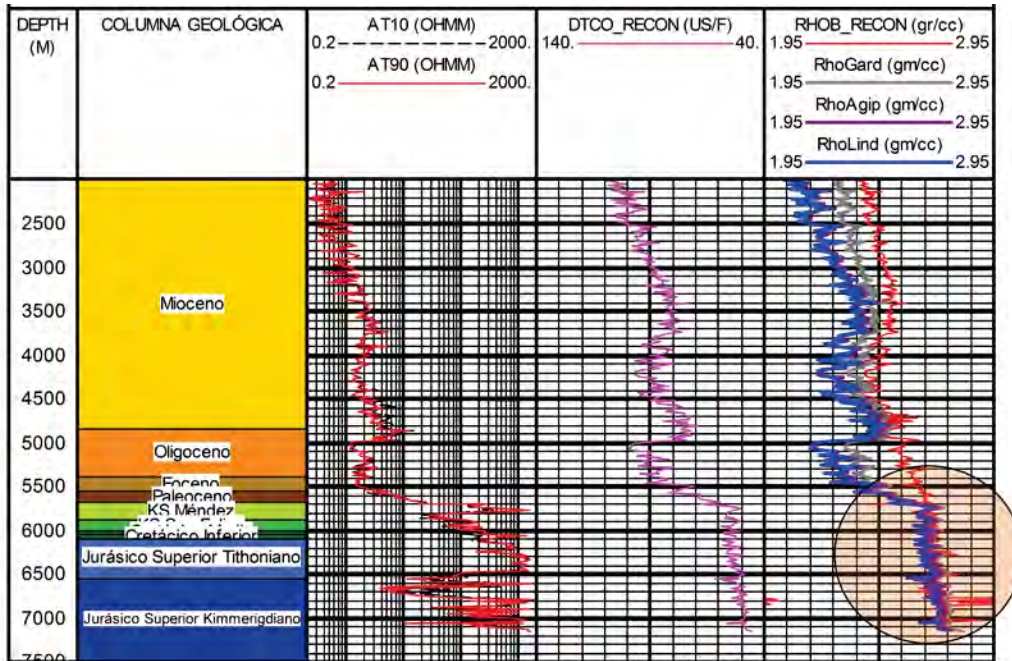 DEPTH
(M)
COLUMNA GEOLÓGICA
AT10 (OHMM)
0.2 2000.
AT90 (OHMM)
0.2 2000.
DTCO_RECON (US/F)
140. 40.
RHOB_RECON (gr/cc)
1.95 2.95
RhoGard (gm/cc)
1.95 2.95
RhoAgip (gm/cc)
1.95 2.95
RhoLind (gm/cc)
1.95 2.95
2500
3000
3500
4000
4500
5000
5500
6000
6500
7000
7500
Mioceno
Oligoceno
Eoceno
Paleoceno
KS Méndez
KS
Cretácico Inferior
Jurásico Superior Tithoniano
Jurásico Superior Kimmerigdiano